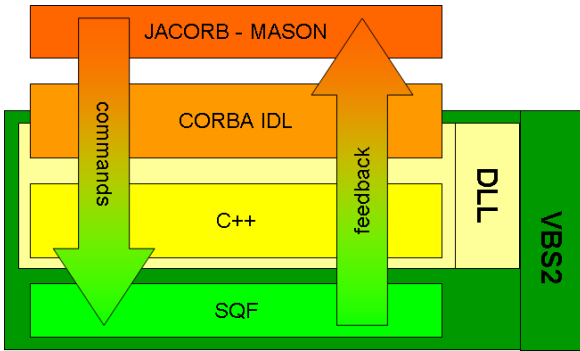 JACORB - MASON
CORBA IDL
C++
SQF
commands
feedback
DLL
VBS2